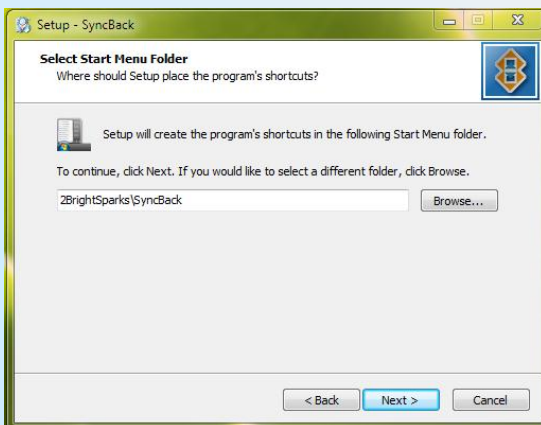 Setup - SyncBack
Select Start Menu Folder
Where should Setup place the program's shortcuts?
Setup will create the program's shortcuts in the following Start Menu folder.
To continue, click Next. If you would like to select a different folder, click Browse.
2BrightSparks\SyncBack
Browse...
< Back
Next >
Cancel